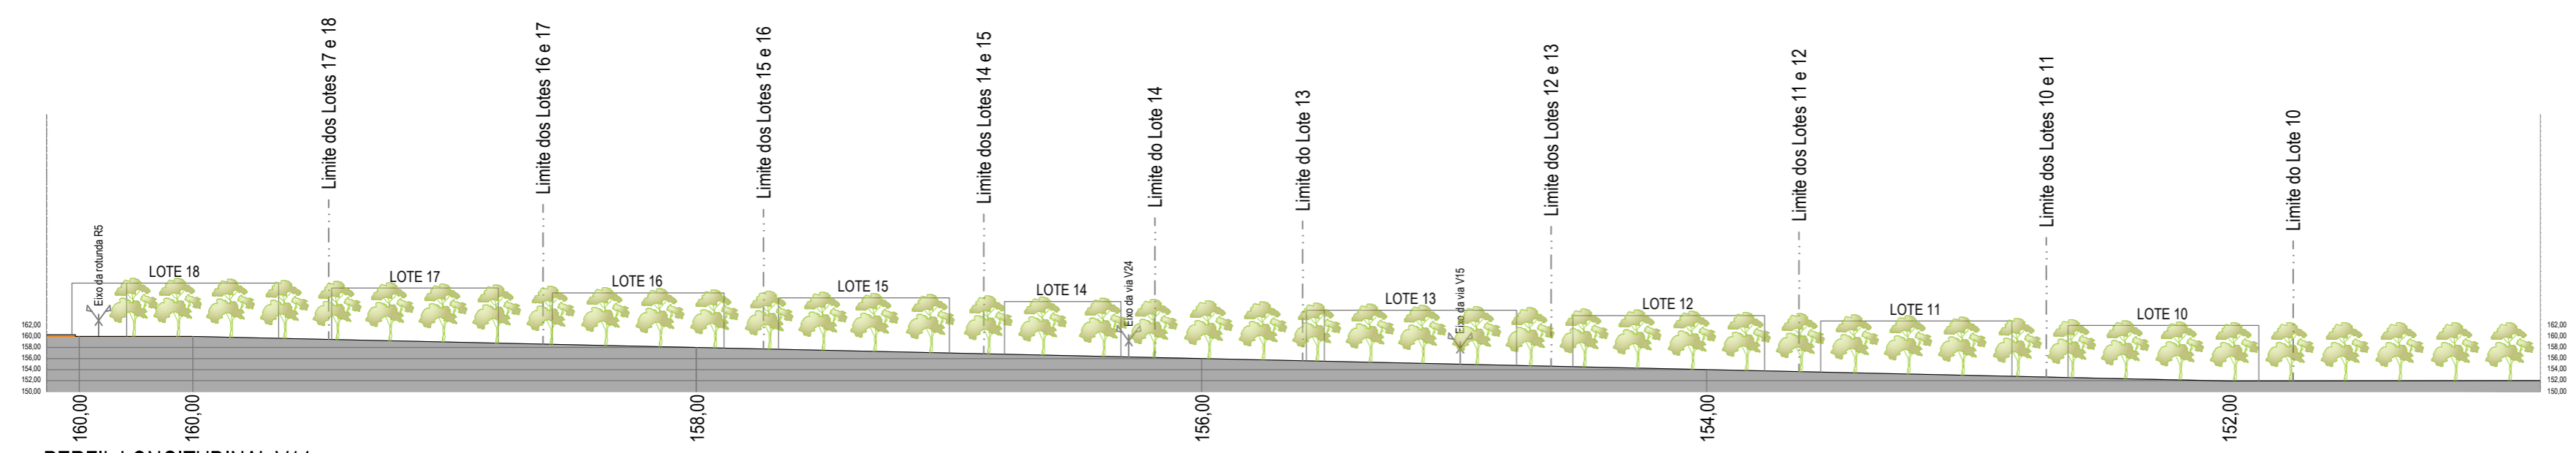 Limite dos Lotes 17 e 18
Limite dos Lotes 16 e 17
Limite dos Lotes 15 e 16
Limite dos Lotes 14 e 15
Limite do Lote 14
Limite do Lote 13
Limite dos Lotes 12 e 13
Limite dos Lotes 11 e 12
Limite dos Lotes 10 e 11
Limite do Lote 10
Eixo da rotunda R5
LOTE 18
LOTE 17
LOTE 16
LOTE 15
LOTE 14
Eixo da via V24
LOTE 13
Eixo da via V15
LOTE 12
LOTE 11
LOTE 10
162,00
160,00
158,00
156,00
154,00
152,00
150,00
162,00
160,00
158,00
156,00
154,00
152,00
150,00
160,00
160,00
158,00
156,00
154,00
152,00
PERFIL LONGITUDINAL